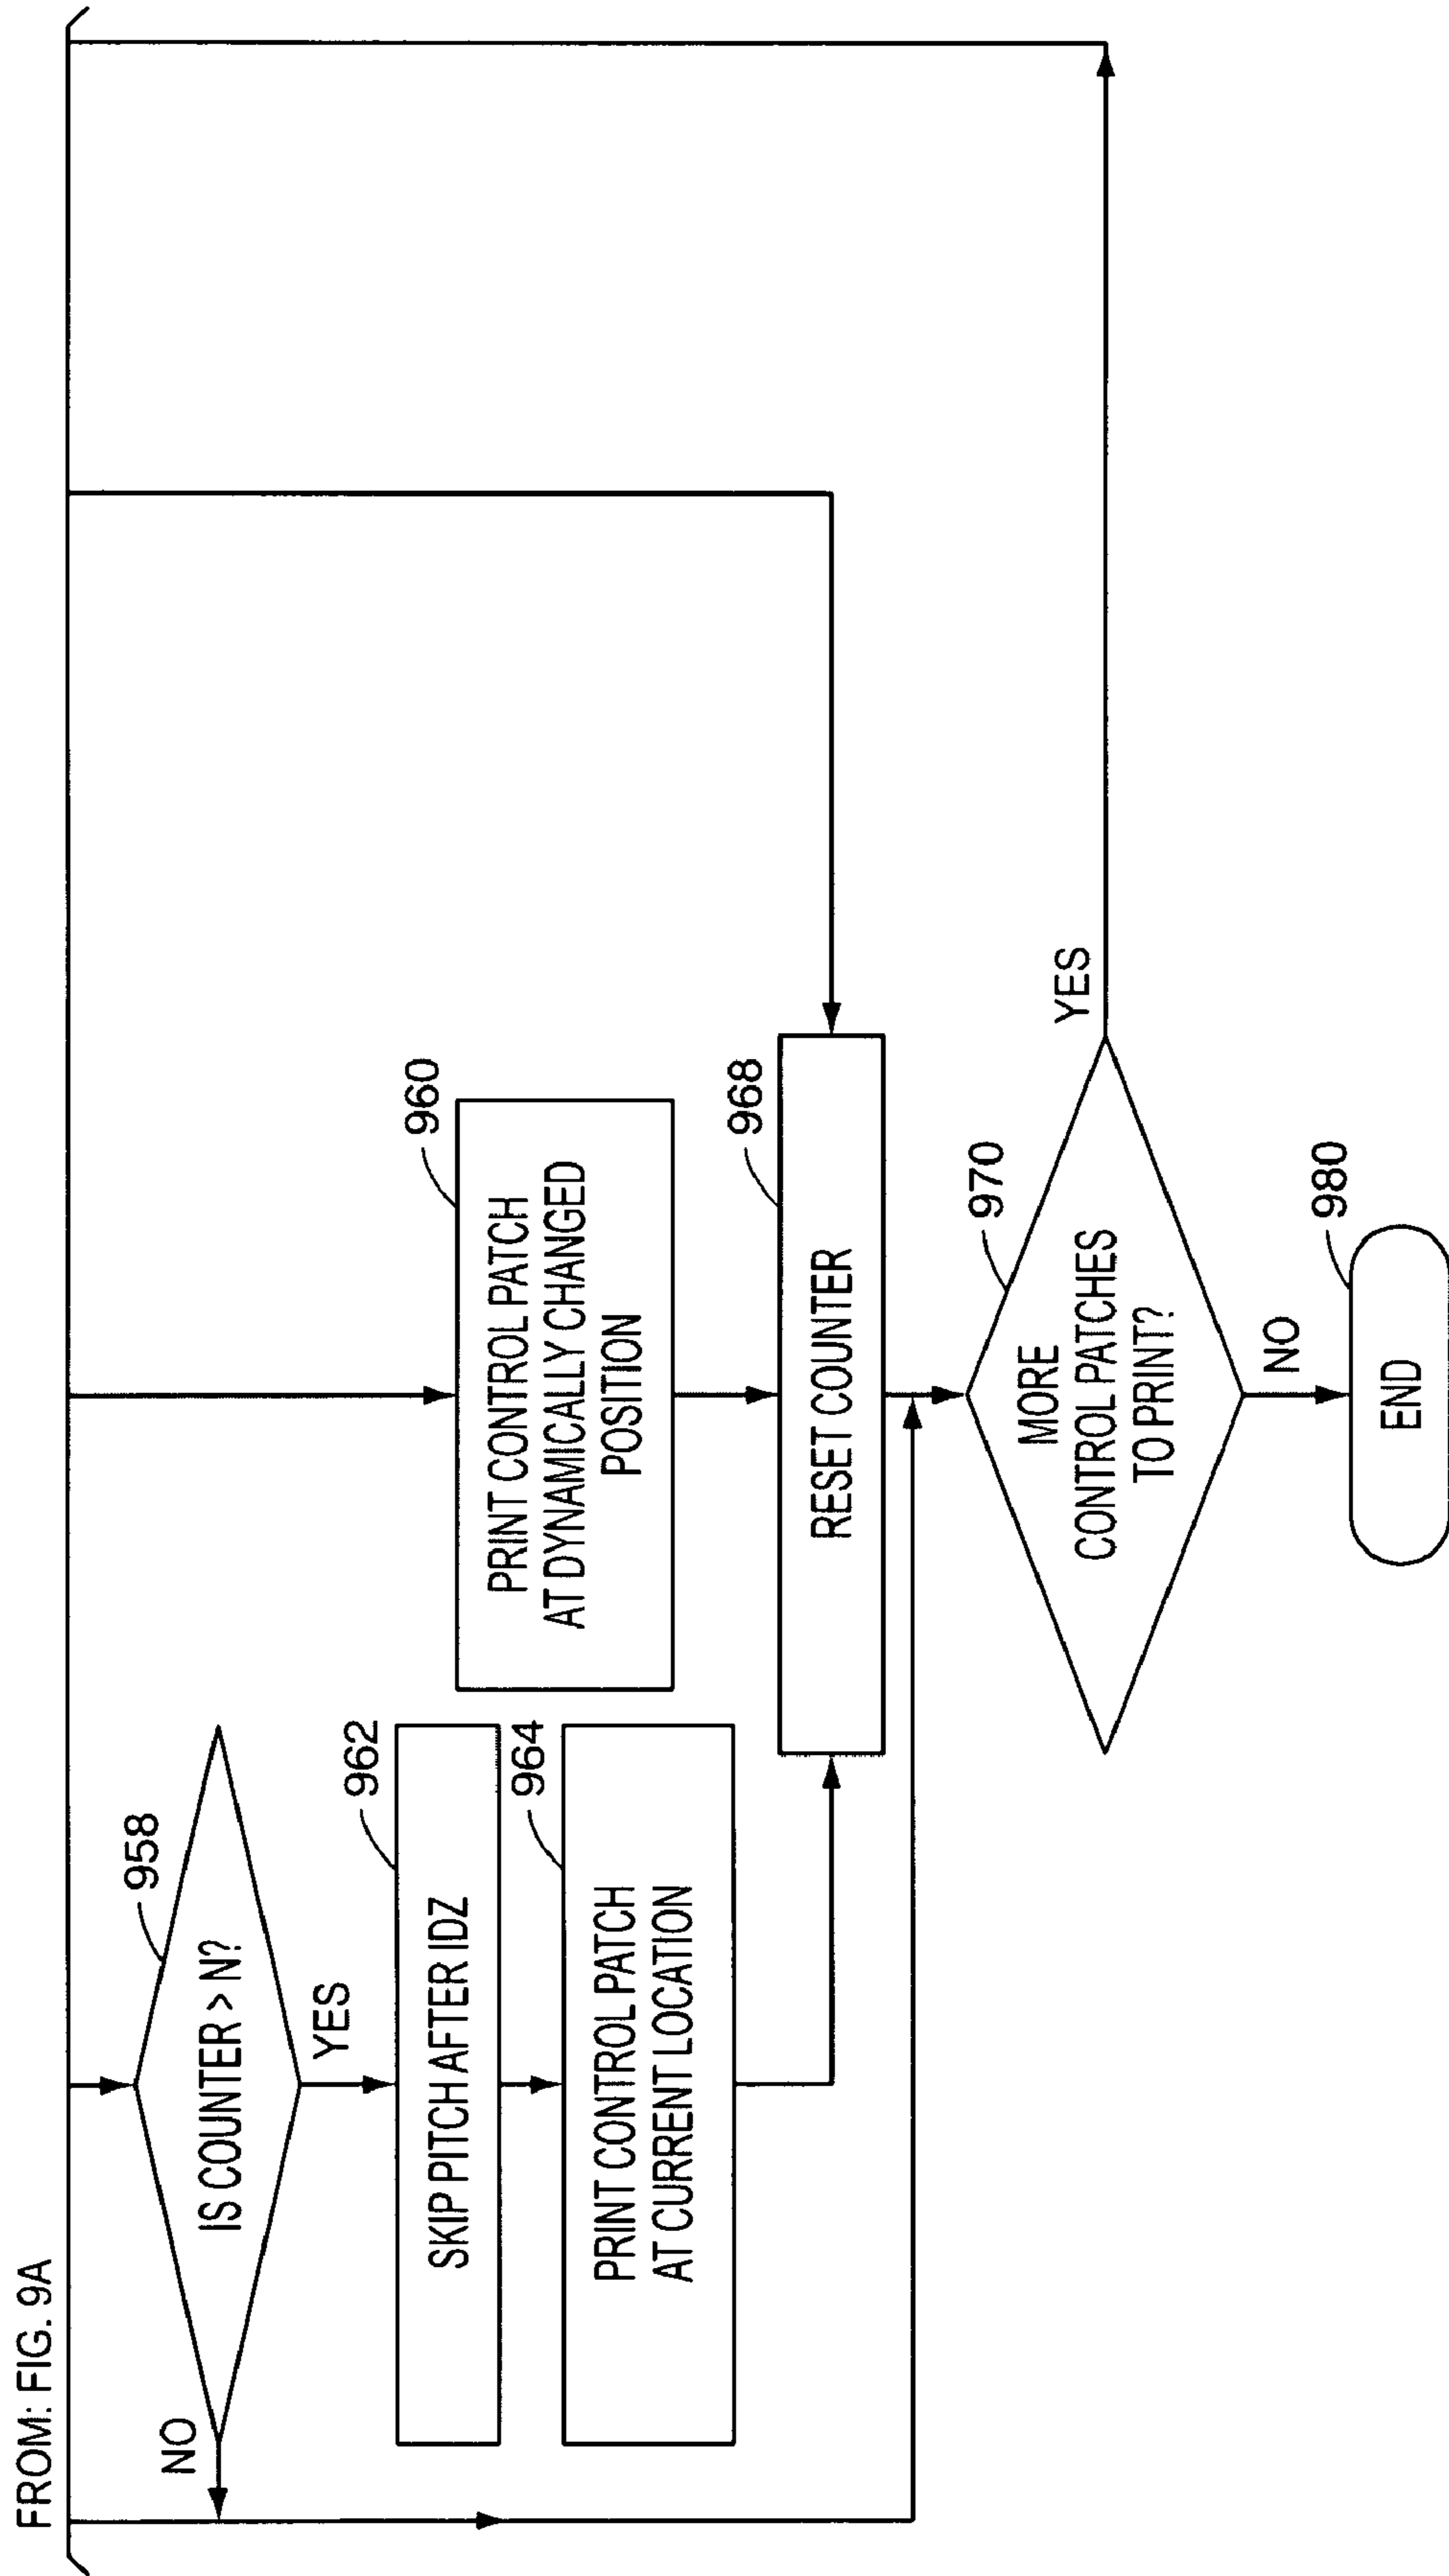 FROM: FIG. 9A
958
IS COUNTER > N?
NO
YES
962
SKIP PITCH AFTER IDZ
964
PRINT CONTROL PATCH
AT CURRENT LOCATION
960
PRINT CONTROL PATCH
AT DYNAMICALLY CHANGED
POSITION
968
RESET COUNTER
970
MORE
CONTROL PATCHES
TO PRINT?
YES
NO
980
END